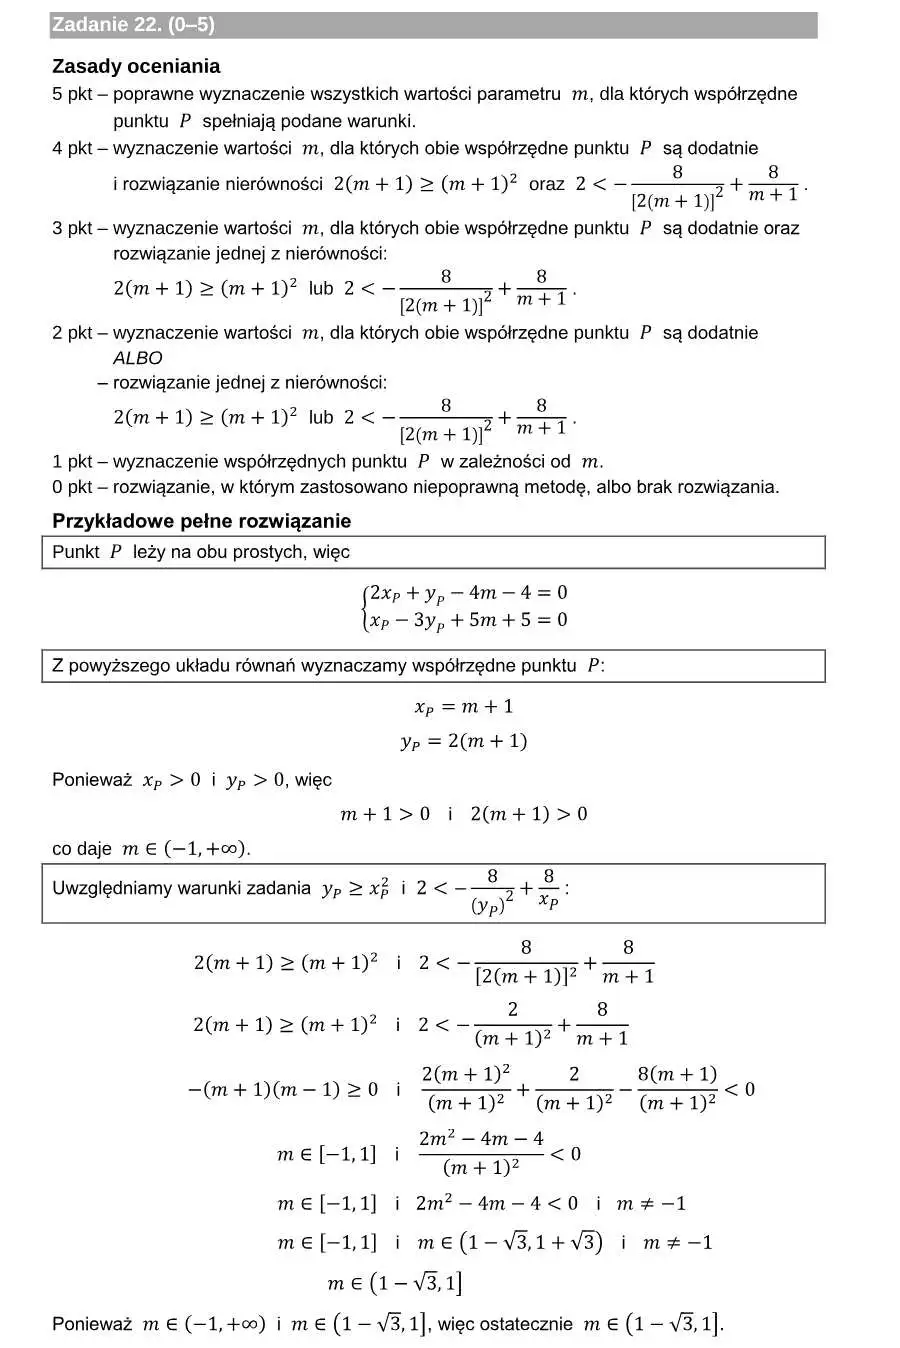 Zadanie 22. (0–5)
Zasady oceniania
5 pkt – poprawne wyznaczenie wszystkich wartości parametru m, dla których współrzędne
punktu P spełniają podane warunki.
4 pkt – wyznaczenie wartości m, dla których obie współrzędne punktu P są dodatnie
i rozwiązanie nierówności 2(m + 1) ≥ (m + 1)² oraz 2 < − 8/[2(m + 1)]² + 8/(m + 1) .
3 pkt – wyznaczenie wartości m, dla których obie współrzędne punktu P są dodatnie oraz
rozwiązanie jednej z nierówności:
2(m + 1) ≥ (m + 1)² lub 2 < − 8/[2(m + 1)]² + 8/(m + 1) .
2 pkt – wyznaczenie wartości m, dla których obie współrzędne punktu P są dodatnie
ALBO
– rozwiązanie jednej z nierówności:
2(m + 1) ≥ (m + 1)² lub 2 < − 8/[2(m + 1)]² + 8/(m + 1) .
1 pkt – wyznaczenie współrzędnych punktu P w zależności od m.
0 pkt – rozwiązanie, w którym zastosowano niepoprawną metodę, albo brak rozwiązania.
Przykładowe pełne rozwiązanie
Punkt P leży na obu prostych, więc
{2x_P + y_P − 4m − 4 = 0
x_P − 3y_P + 5m + 5 = 0
Z powyższego układu równań wyznaczamy współrzędne punktu P:
x_P = m + 1
y_P = 2(m + 1)
Ponieważ x_P > 0 i y_P > 0, więc
m + 1 > 0 i 2(m + 1) > 0
co daje m ∈ (−1, +∞).
Uwzględniamy warunki zadania y_P ≥ x_P² i 2 < − 8/(y_P)² + 8/x_P :
2(m + 1) ≥ (m + 1)² i 2 < − 8/[2(m + 1)]² + 8/(m + 1)
2(m + 1) ≥ (m + 1)² i 2 < − 2/(m + 1)² + 8/(m + 1)
−(m + 1)(m − 1) ≥ 0 i 2(m + 1)²/(m + 1)² + 2/(m + 1)² − 8(m + 1)/(m + 1)² < 0
m ∈ [−1, 1] i (2m² − 4m − 4)/(m + 1)² < 0
m ∈ [−1, 1] i 2m² − 4m − 4 < 0 i m ≠ −1
m ∈ [−1, 1] i m ∈ (1 − √3, 1 + √3) i m ≠ −1
m ∈ (1 − √3, 1]
Ponieważ m ∈ (−1, +∞) i m ∈ (1 − √3, 1], więc ostatecznie m ∈ (1 − √3, 1].